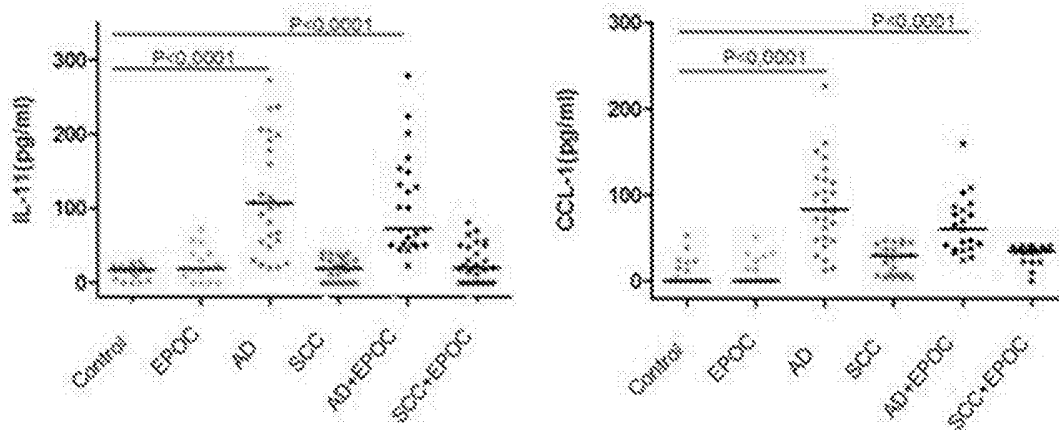 P<0.0001
P<0.0001
IL-11(pg/ml)
300
200
100
0
Control
EPOC
AD
SCC
AD+EPOC
SCC+EPOC
P<0.0001
P<0.0001
CCL-1(pg/ml)
300
200
100
0
Control
EPOC
AD
SCC
AD+EPOC
SCC+EPOC